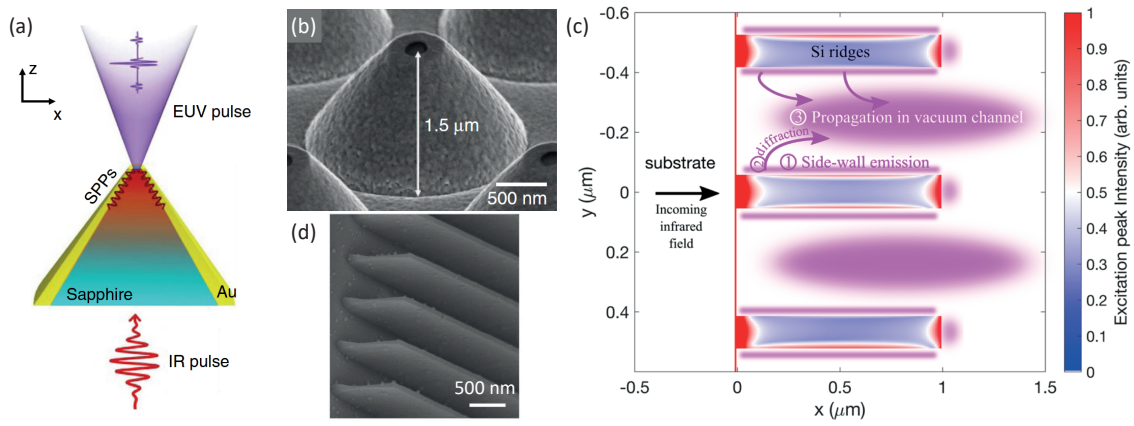 (a)
z
x
EUV pulse
SPPs
Sapphire
Au
IR pulse
(b)
1.5 μm
500 nm
(d)
500 nm
(c)
-0.6
-0.4
-0.2
0
0.2
0.4
y (μm)
Si ridges
③ Propagation in vacuum channel
② diffraction
① Side-wall emission
substrate
Incoming
infrared
field
-0.5
0
0.5
1
1.5
x (μm)
1
0.9
0.8
0.7
0.6
0.5
0.4
0.3
0.2
0.1
0
Excitation peak Intensity (arb. units)